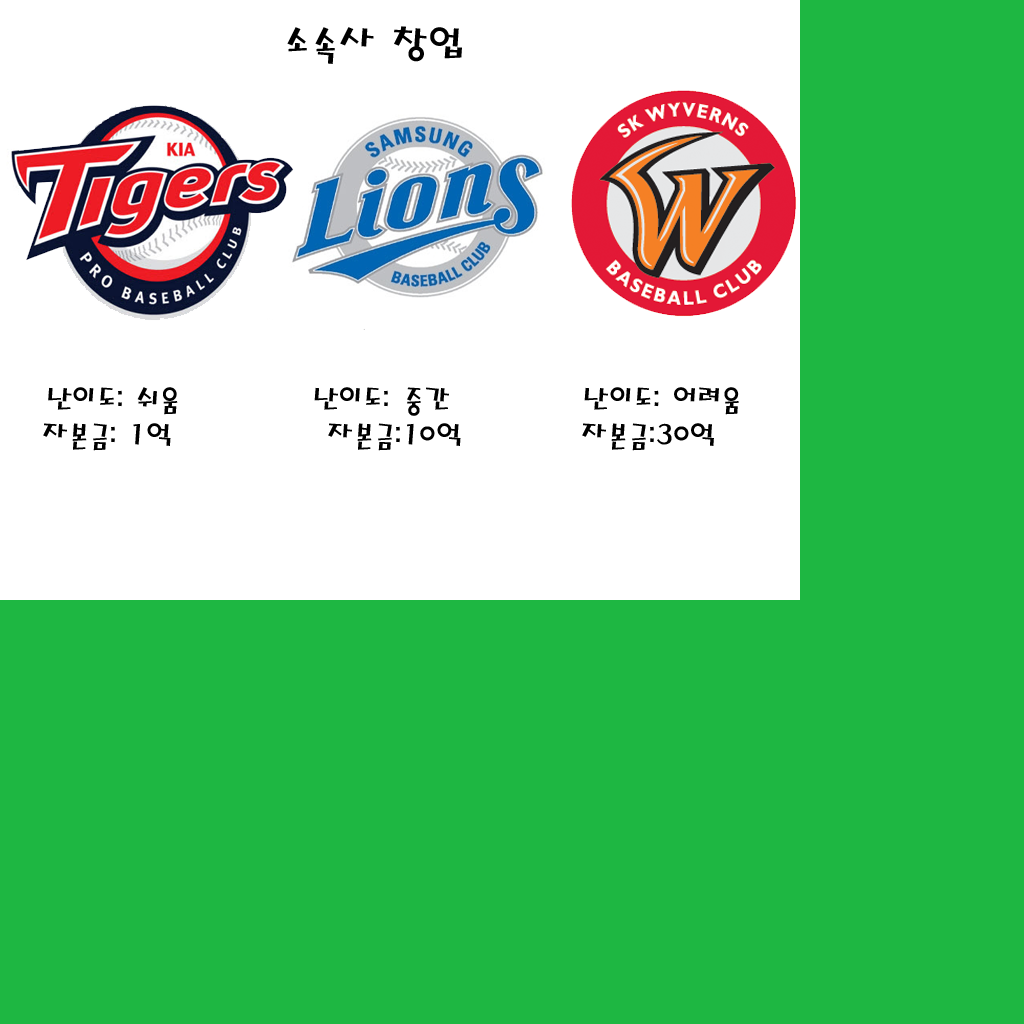 소속사 창업
KIA
Tigers
PRO BASEBALL CLUB
SAMSUNG
Lions
BASEBALL CLUB
SK WYVERNS
W
BASEBALL CLUB
난이도: 쉬움
자본금: 1억
난이도: 중간
자본금:10억
난이도: 어려움
자본금:30억